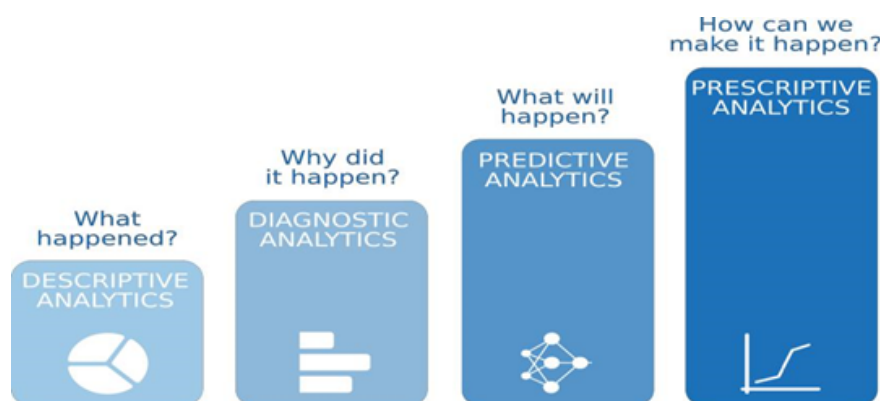 What
happened?
DESCRIPTIVE
ANALYTICS
Why did
it happen?
DIAGNOSTIC
ANALYTICS
What will
happen?
PREDICTIVE
ANALYTICS
How can we
make it happen?
PRESCRIPTIVE
ANALYTICS